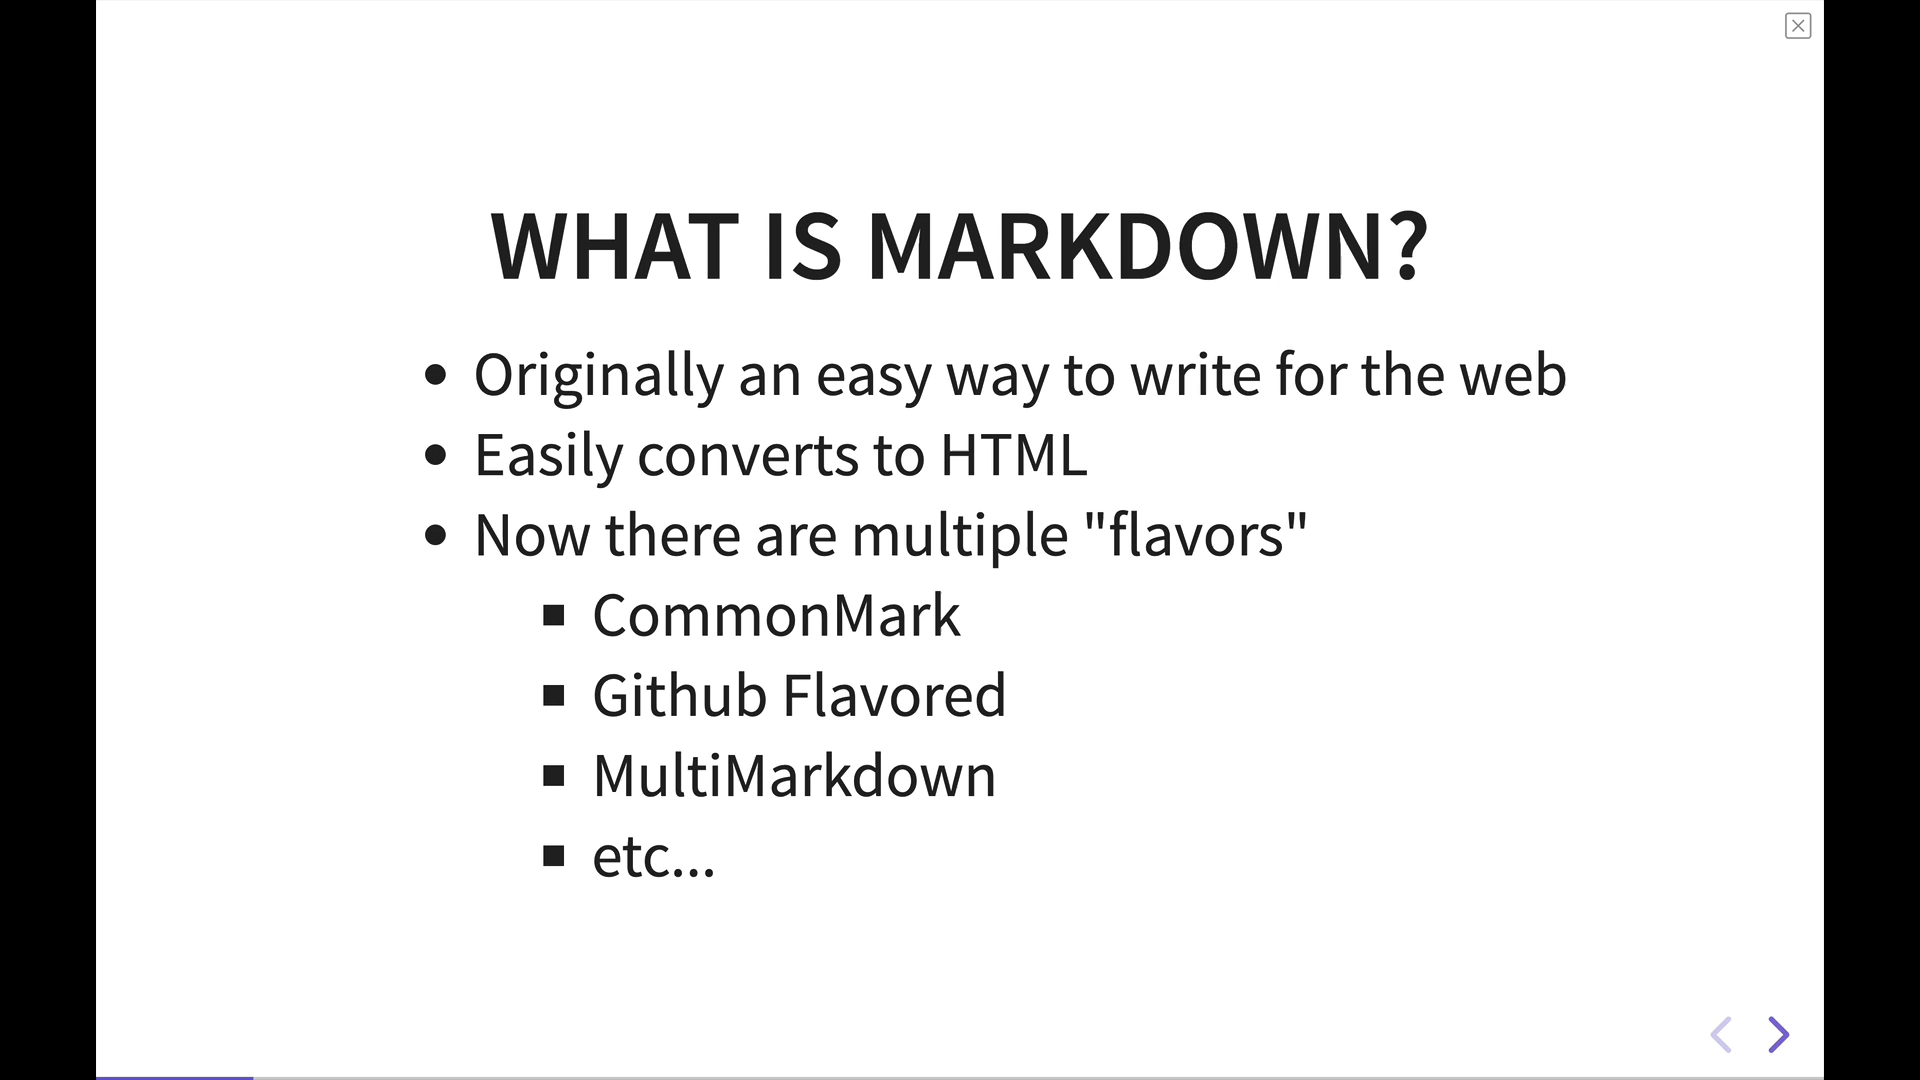 WHAT IS MARKDOWN?
Originally an easy way to write for the web
Easily converts to HTML
Now there are multiple "flavors"
CommonMark
Github Flavored
MultiMarkdown
etc...